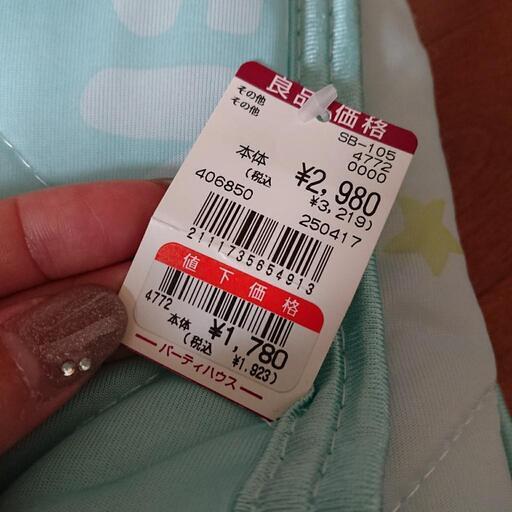 良品価格
その他
その他
SB-105
4772
0000
本体 ¥2,980
(税込 ¥3,219)
406850 250417
2111735654913
値下価格
4772
本体 ¥1,780
(税込 ¥1,923)
パーティハウス